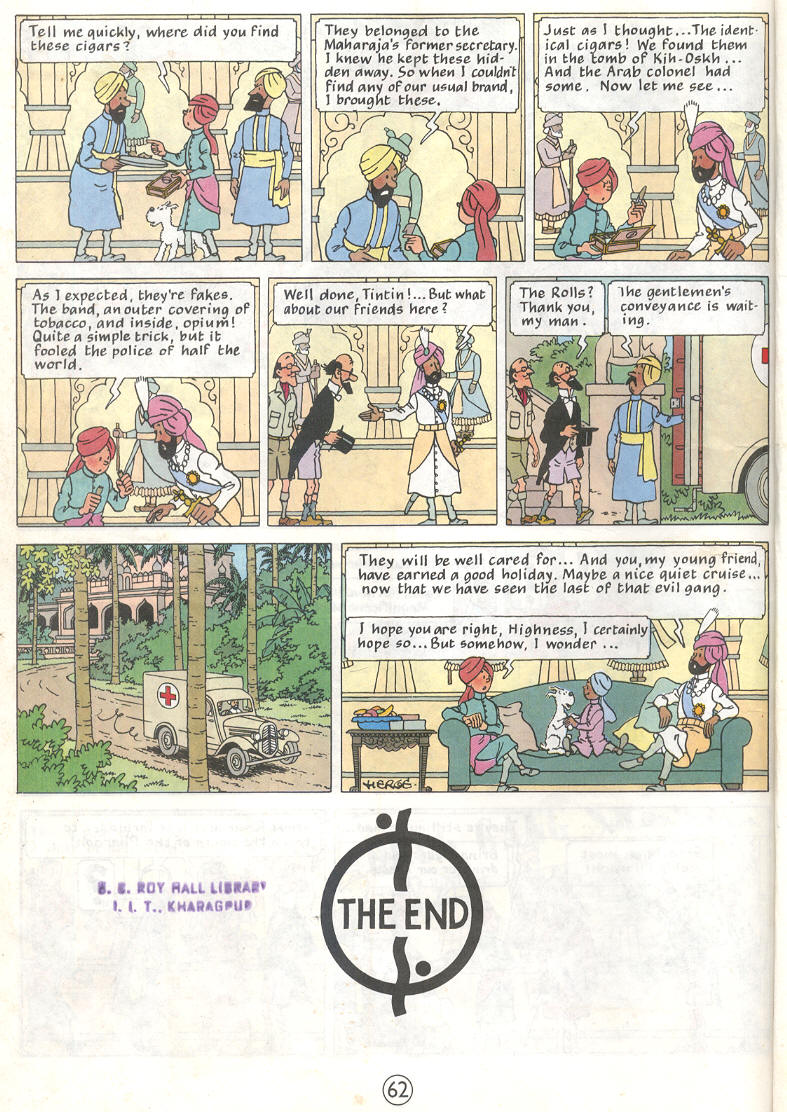 Tell me quickly, where did you find
these cigars?
They belonged to the
Maharaja's former secretary.
I knew he kept these hid-
den away. So when I couldn't
find any of our usual brand,
I brought these.
Just as I thought...The ident-
ical cigars! We found them
in the tomb of Kih-Oskh...
And the Arab colonel had
some. Now let me see...
As I expected, they're fakes.
The band, an outer covering of
tobacco, and inside, opium!
Quite a simple trick, but it
fooled the police of half the
world.
Well done, Tintin!...But what
about our friends here?
The Rolls?
Thank you,
my man.
The gentlemen's
conveyance is wait-
ing.
They will be well cared for... And you, my young friend,
have earned a good holiday. Maybe a nice quiet cruise...
now that we have seen the last of that evil gang.
I hope you are right, Highness, I certainly
hope so...But somehow, I wonder...
HERGÉ
THE END
B. C. ROY HALL LIBRARY
I. I. T., KHARAGPUR
62